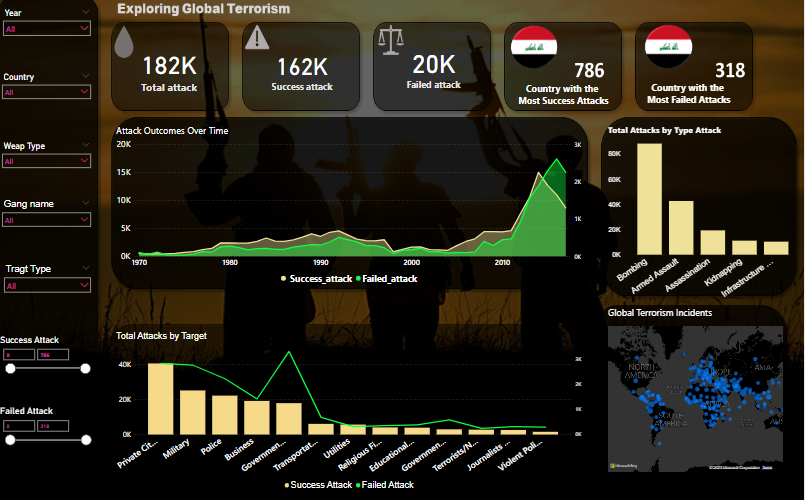 Exploring Global Terrorism
Year
All
Country
All
Weap Type
All
Gang name
All
Tragt Type
All
Success Attack
0 786
Failed Attack
0 318
182K
Total attack
162K
Success attack
20K
Failed attack
786
Country with the
Most Success Attacks
318
Country with the
Most Failed Attacks
Attack Outcomes Over Time
20K 3K
15K
2K
10K
1K
5K
0K 0K
1970 1980 1990 2000 2010
Success_attack Failed_attack
Total Attacks by Type Attack
80K
60K
40K
20K
0K
Bombing Armed Assault Assassination Kidnapping Infrastructure ...
Total Attacks by Target
40K 3K
2K
20K
1K
0K 0K
Private Cit... Military Police Business Governmen... Transportat... Utilities Religious Fi... Educational... Governmen... Terrorists/N... Journalists ... Violent Poli...
Success Attack Failed Attack
Global Terrorism Incidents
NORTH
AMERICA
EUROPE
ASIA
SOUTH
AMERICA
Microsoft Bing
Microsoft Corporation Terms